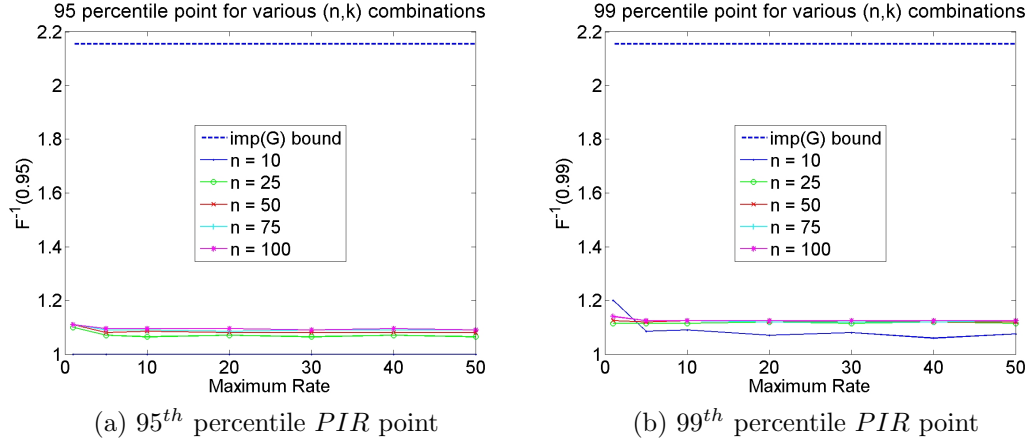 95 percentile point for various (n,k) combinations
2.2
2
1.8
1.6
1.4
1.2
1
F⁻¹(0.95)
imp(G) bound
n = 10
n = 25
n = 50
n = 75
n = 100
0 10 20 30 40 50
Maximum Rate
(a) 95ᵗʰ percentile PIR point
99 percentile point for various (n,k) combinations
2.2
2
1.8
1.6
1.4
1.2
1
F⁻¹(0.99)
imp(G) bound
n = 10
n = 25
n = 50
n = 75
n = 100
0 10 20 30 40 50
Maximum Rate
(b) 99ᵗʰ percentile PIR point